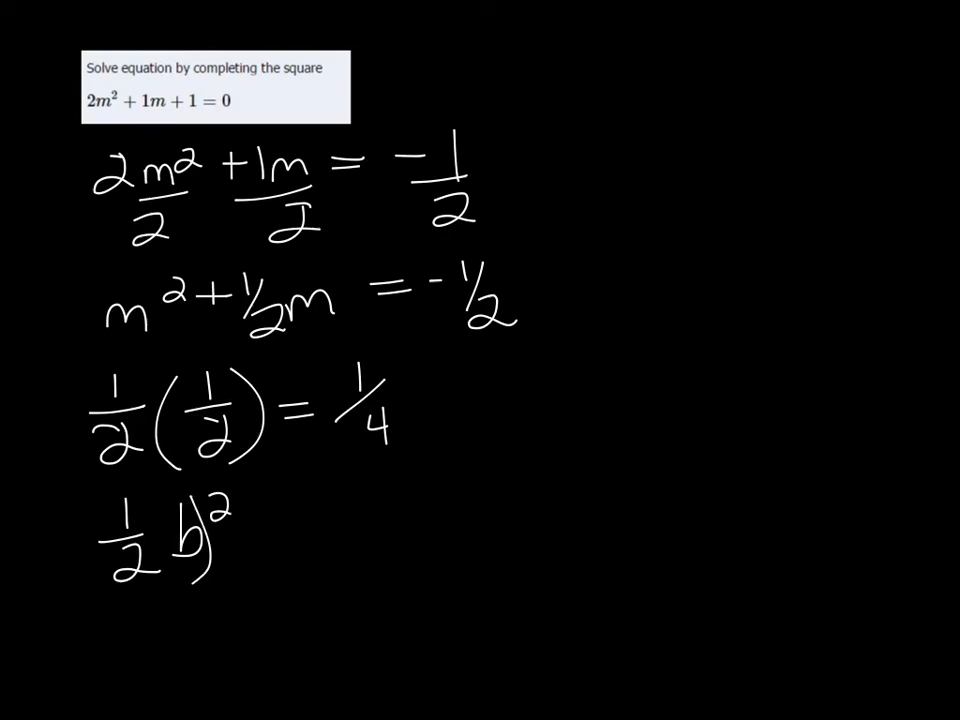 Solve equation by completing the square
2m² + 1m + 1 = 0
2m²/2 + 1m/2 = -1/2
m² + 1/2m = -1/2
1/2(1/2) = 1/4
1/2 b)²